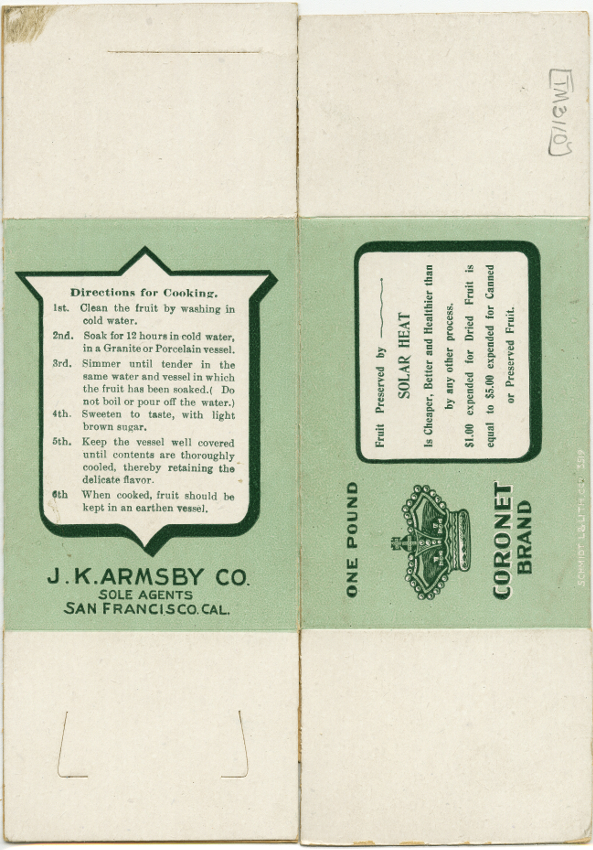 Directions for Cooking.
1st. Clean the fruit by washing in
cold water.
2nd. Soak for 12 hours in cold water,
in a Granite or Porcelain vessel.
3rd. Simmer until tender in the
same water and vessel in which
the fruit has been soaked.( Do
not boil or pour off the water.)
4th. Sweeten to taste, with light
brown sugar.
5th. Keep the vessel well covered
until contents are thoroughly
cooled, thereby retaining the
delicate flavor.
6th When cooked, fruit should be
kept in an earthen vessel.
J. K. ARMSBY CO.
SOLE AGENTS
SAN FRANCISCO. CAL.
TMB110
Fruit Preserved by
SOLAR HEAT
Is Cheaper, Better and Healthier than
by any other process.
$1.00 expended for Dried Fruit is
equal to $5.00 expended for Canned
or Preserved Fruit.
ONE POUND
CORONET
BRAND
SCHMIDT L & LITH. CO.